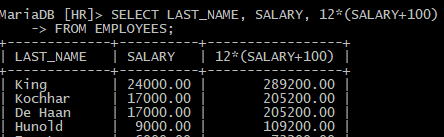 MariaDB [HR]> SELECT LAST_NAME, SALARY, 12*(SALARY+100)
    -> FROM EMPLOYEES;
+-----------+----------+-----------------+
| LAST_NAME | SALARY | 12*(SALARY+100) |
+-----------+----------+-----------------+
| King | 24000.00 | 289200.00 |
| Kochhar | 17000.00 | 205200.00 |
| De Haan | 17000.00 | 205200.00 |
| Hunold | 9000.00 | 109200.00 |